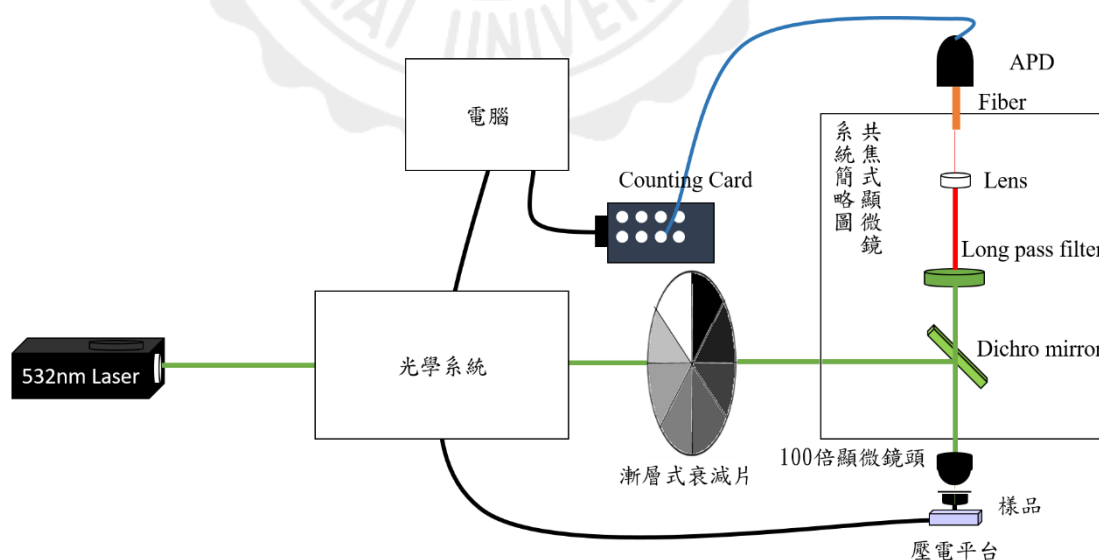 UNIVER
電腦
APD
Fiber
共焦式顯微鏡
系統簡略圖
Counting Card
Lens
Long pass filter
Dichro mirror
532nm Laser
光學系統
漸層式衰減片
100倍顯微鏡頭
樣品
壓電平台